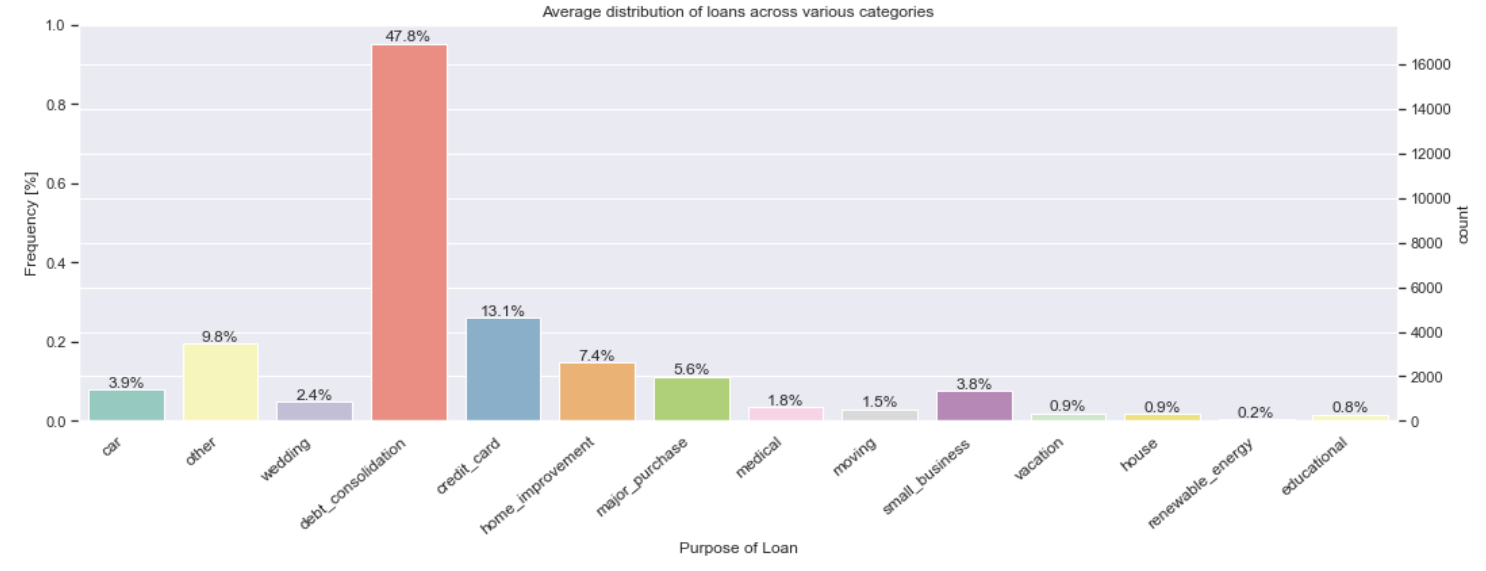 Average distribution of loans across various categories
1.0
0.8
0.6
0.4
0.2
0.0
Frequency [%]
3.9%
9.8%
2.4%
47.8%
13.1%
7.4%
5.6%
1.8%
1.5%
3.8%
0.9%
0.9%
0.2%
0.8%
16000
14000
12000
10000
8000
6000
4000
2000
0
count
car
other
wedding
debt_consolidation
credit_card
home_improvement
major_purchase
medical
moving
small_business
vacation
house
renewable_energy
educational
Purpose of Loan